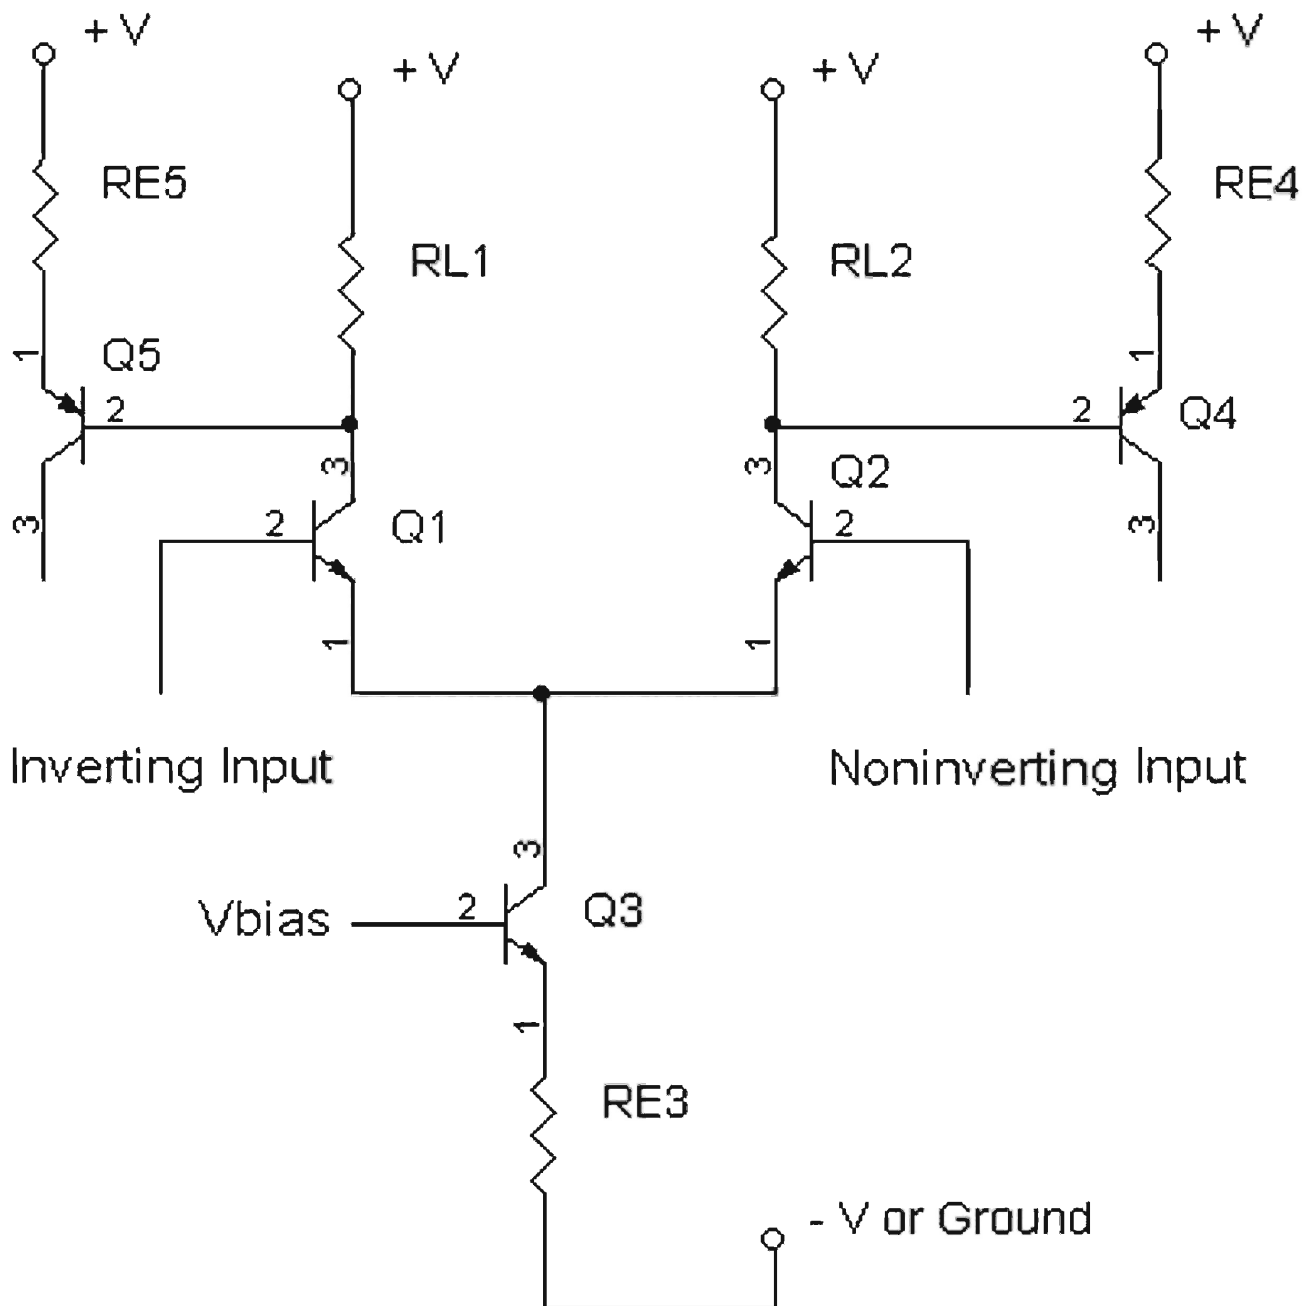 + V
+ V
+ V
+ V
RE5
RL1
RL2
RE4
1
Q5
2
3
3
2
Q1
3
Q2
2
1
2
Q4
3
1
1
Inverting Input
Noninverting Input
3
Vbias
2
Q3
1
RE3
- V or Ground